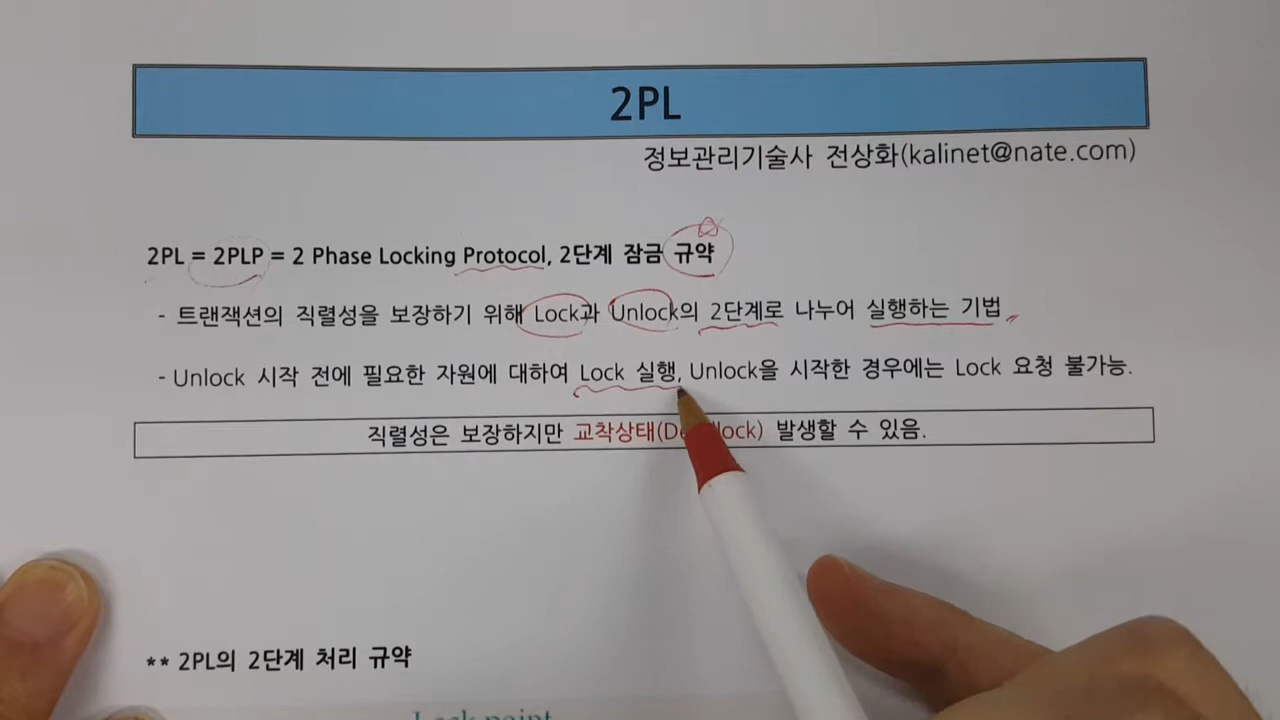 2PL
정보관리기술사 전상화(kalinet@nate.com)
2PL = 2PLP = 2 Phase Locking Protocol, 2단계 잠금 규약
- 트랜잭션의 직렬성을 보장하기 위해 Lock과 Unlock의 2단계로 나누어 실행하는 기법
- Unlock 시작 전에 필요한 자원에 대하여 Lock 실행, Unlock을 시작한 경우에는 Lock 요청 불가능.
직렬성은 보장하지만 교착상태(Deadlock) 발생할 수 있음.
** 2PL의 2단계 처리 규약
Lock point